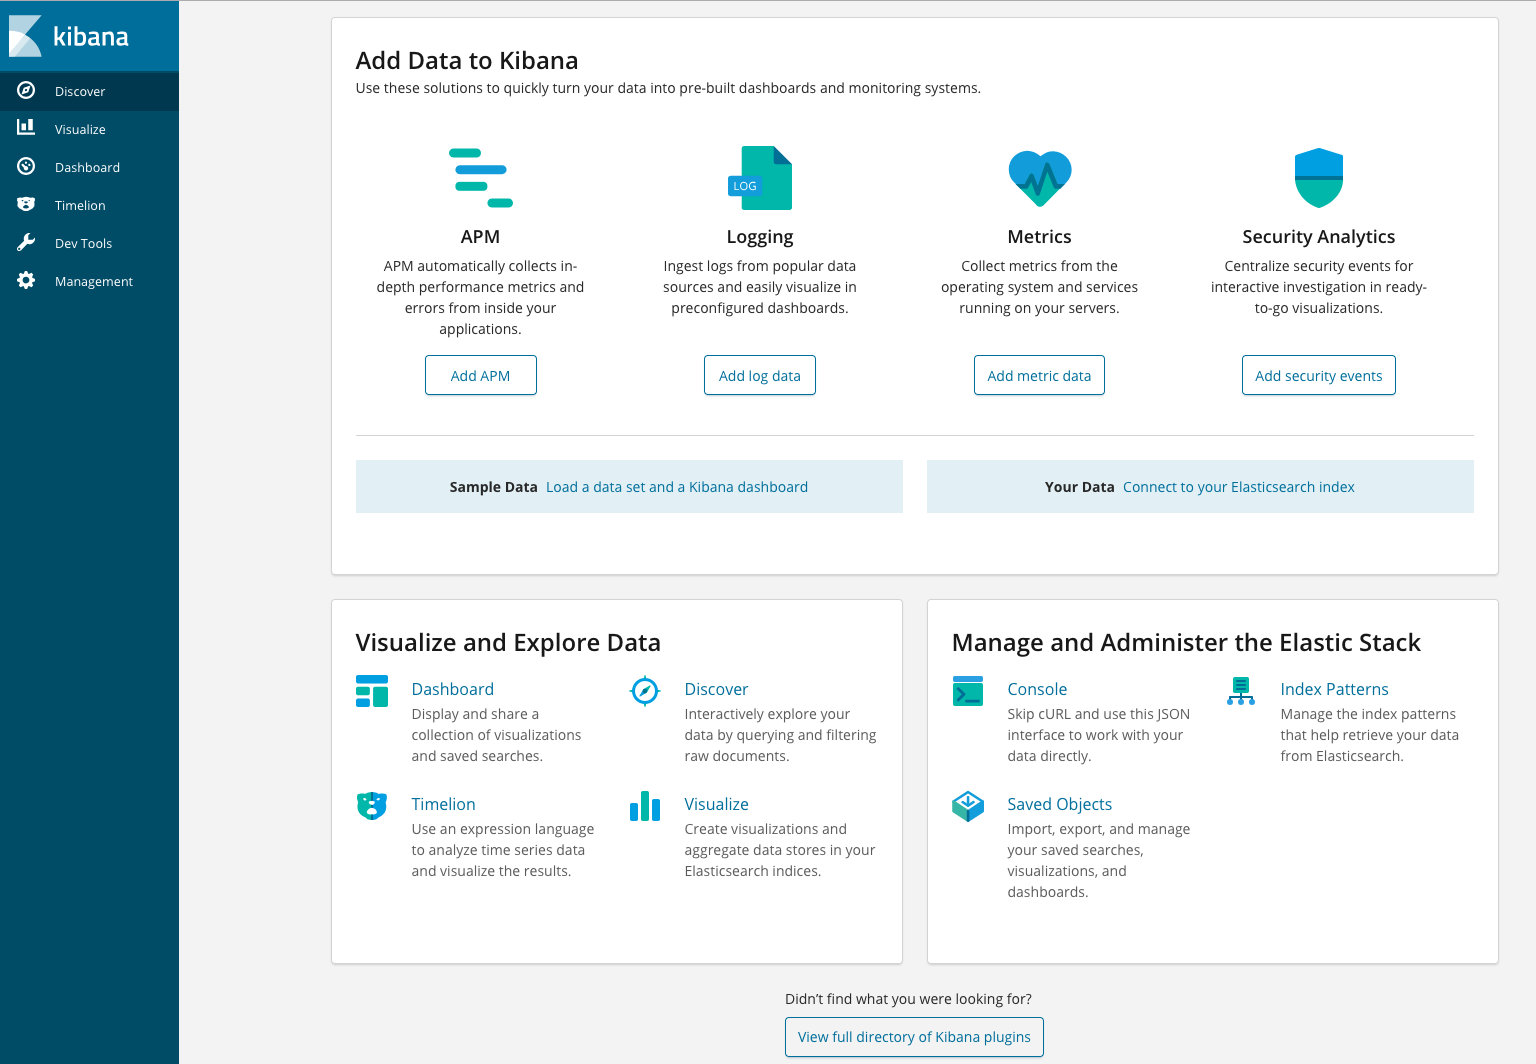 kibana
Discover
Visualize
Dashboard
Timelion
Dev Tools
Management
Add Data to Kibana
Use these solutions to quickly turn your data into pre-built dashboards and monitoring systems.
APM
APM automatically collects in-
depth performance metrics and
errors from inside your
applications.
Add APM
LOG
Logging
Ingest logs from popular data
sources and easily visualize in
preconfigured dashboards.
Add log data
Metrics
Collect metrics from the
operating system and services
running on your servers.
Add metric data
Security Analytics
Centralize security events for
interactive investigation in ready-
to-go visualizations.
Add security events
Sample Data Load a data set and a Kibana dashboard
Your Data Connect to your Elasticsearch index
Visualize and Explore Data
Dashboard
Display and share a
collection of visualizations
and saved searches.
Discover
Interactively explore your
data by querying and filtering
raw documents.
Timelion
Use an expression language
to analyze time series data
and visualize the results.
Visualize
Create visualizations and
aggregate data stores in your
Elasticsearch indices.
Manage and Administer the Elastic Stack
Console
Skip cURL and use this JSON
interface to work with your
data directly.
Index Patterns
Manage the index patterns
that help retrieve your data
from Elasticsearch.
Saved Objects
Import, export, and manage
your saved searches,
visualizations, and
dashboards.
Didn't find what you were looking for?
View full directory of Kibana plugins